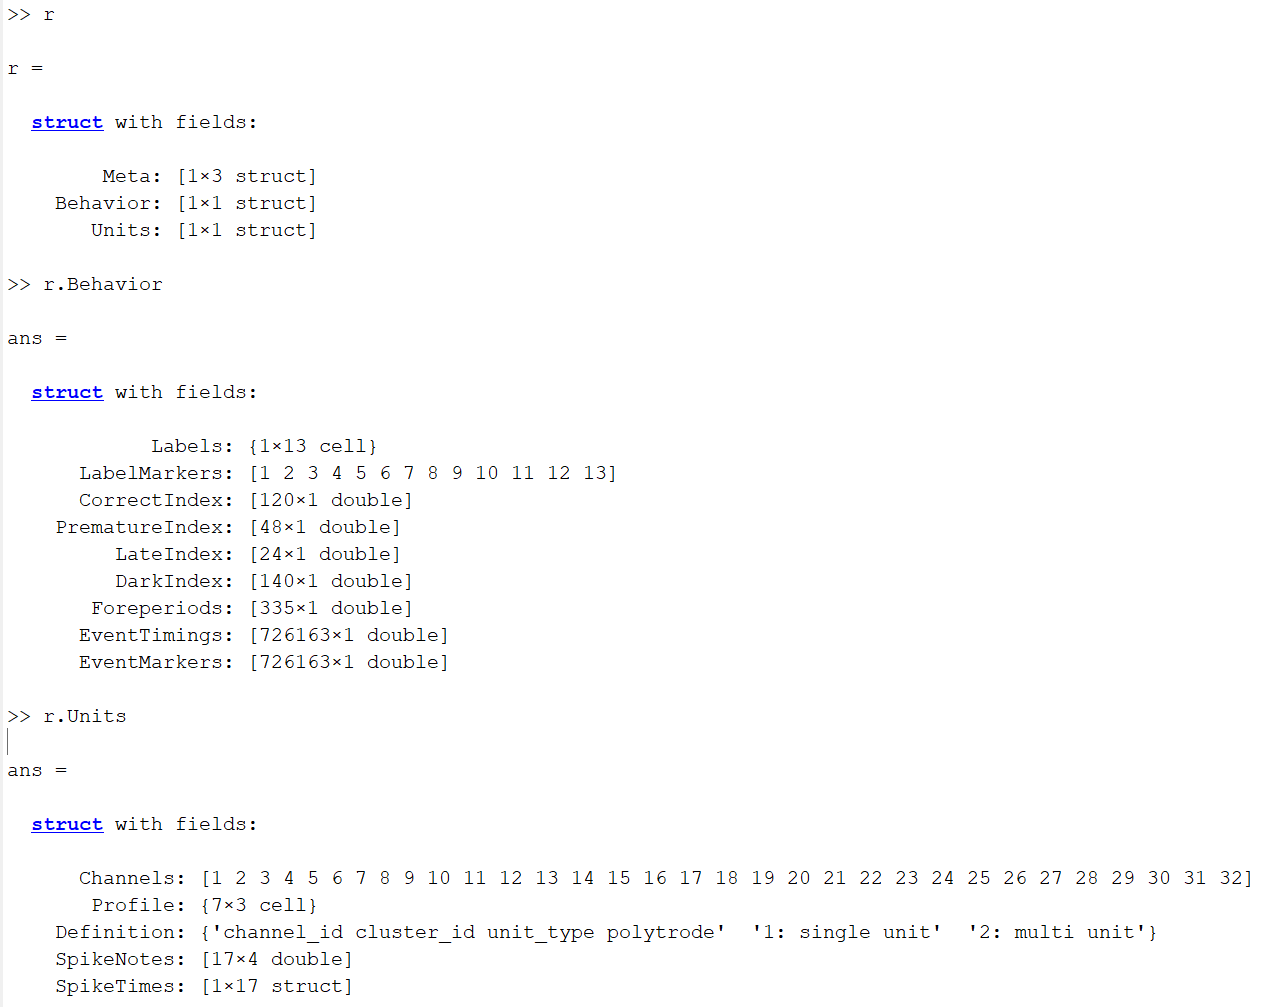 >> r
r =
struct with fields:
Meta: [1×3 struct]
Behavior: [1×1 struct]
Units: [1×1 struct]
>> r.Behavior
ans =
struct with fields:
Labels: {1×13 cell}
LabelMarkers: [1 2 3 4 5 6 7 8 9 10 11 12 13]
CorrectIndex: [120×1 double]
PrematureIndex: [48×1 double]
LateIndex: [24×1 double]
DarkIndex: [140×1 double]
Foreperiods: [335×1 double]
EventTimings: [726163×1 double]
EventMarkers: [726163×1 double]
>> r.Units
ans =
struct with fields:
Channels: [1 2 3 4 5 6 7 8 9 10 11 12 13 14 15 16 17 18 19 20 21 22 23 24 25 26 27 28 29 30 31 32]
Profile: {7×3 cell}
Definition: {'channel_id cluster_id unit_type polytrode'  '1: single unit'  '2: multi unit'}
SpikeNotes: [17×4 double]
SpikeTimes: [1×17 struct]